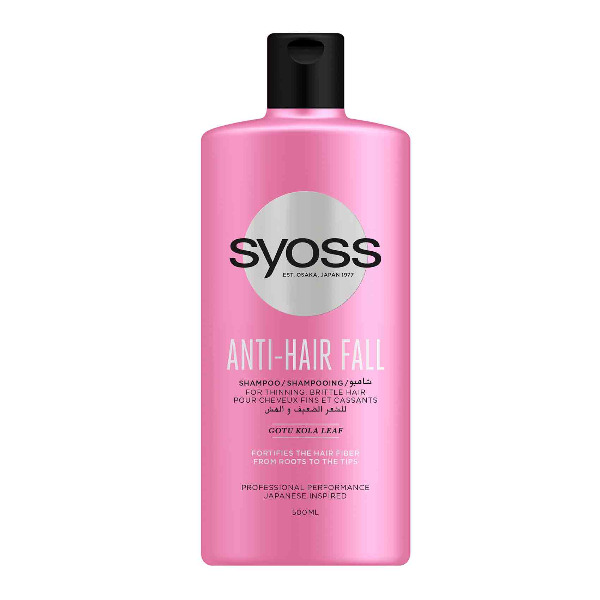 syoss
EST. OSAKA, JAPAN 1977
ANTI-HAIR FALL
SHAMPOO/SHAMPOOING/شامبو
FOR THINNING, BRITTLE HAIR
POUR CHEVEUX FINS ET CASSANTS
للشعر الضعيف و الهش
GOTU KOLA LEAF
FORTIFIES THE HAIR FIBER
FROM ROOTS TO THE TIPS
PROFESSIONAL PERFORMANCE
JAPANESE INSPIRED
500ML